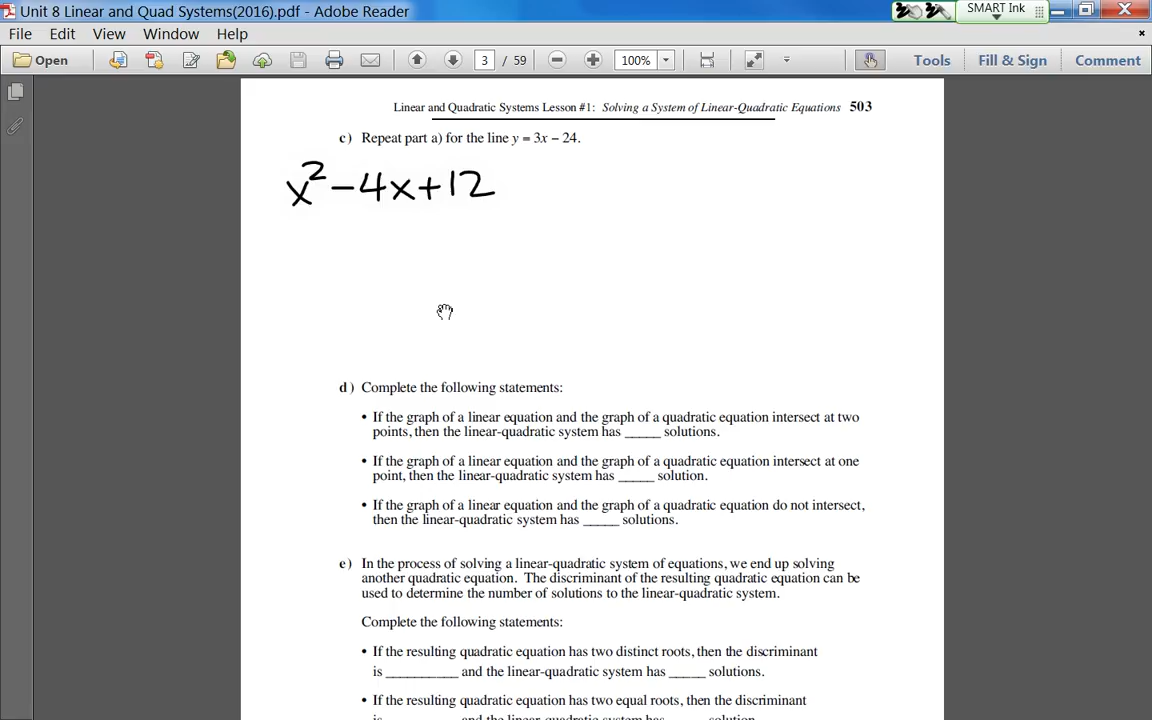 Unit 8 Linear and Quad Systems(2016).pdf - Adobe Reader
SMART Ink
File Edit View Window Help
Open 3 / 59 100% Tools Fill & Sign Comment
Linear and Quadratic Systems Lesson #1: Solving a System of Linear-Quadratic Equations 503
c) Repeat part a) for the line y = 3x – 24.
x² – 4x + 12
d) Complete the following statements:
• If the graph of a linear equation and the graph of a quadratic equation intersect at two
points, then the linear-quadratic system has _____ solutions.
• If the graph of a linear equation and the graph of a quadratic equation intersect at one
point, then the linear-quadratic system has _____ solution.
• If the graph of a linear equation and the graph of a quadratic equation do not intersect,
then the linear-quadratic system has _____ solutions.
e) In the process of solving a linear-quadratic system of equations, we end up solving
another quadratic equation. The discriminant of the resulting quadratic equation can be
used to determine the number of solutions to the linear-quadratic system.
Complete the following statements:
• If the resulting quadratic equation has two distinct roots, then the discriminant
is __________ and the linear-quadratic system has _____ solutions.
• If the resulting quadratic equation has two equal roots, then the discriminant
is __________ and the linear-quadratic system has _____ solution.